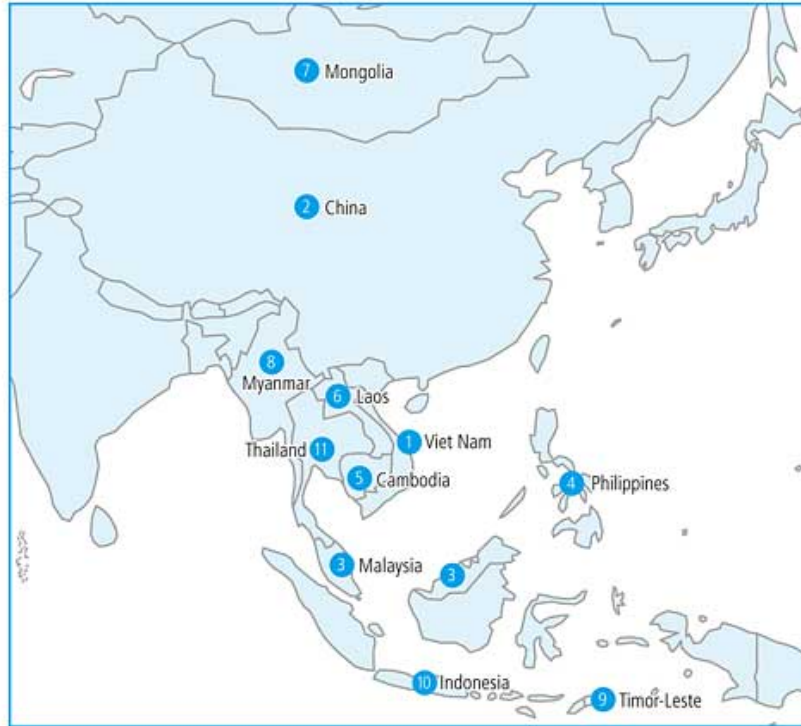 7 Mongolia
2 China
8
Myanmar
6 Laos
1 Viet Nam
Thailand 11
5 Cambodia
4 Philippines
3 Malaysia
3
10 Indonesia
9 Timor-Leste